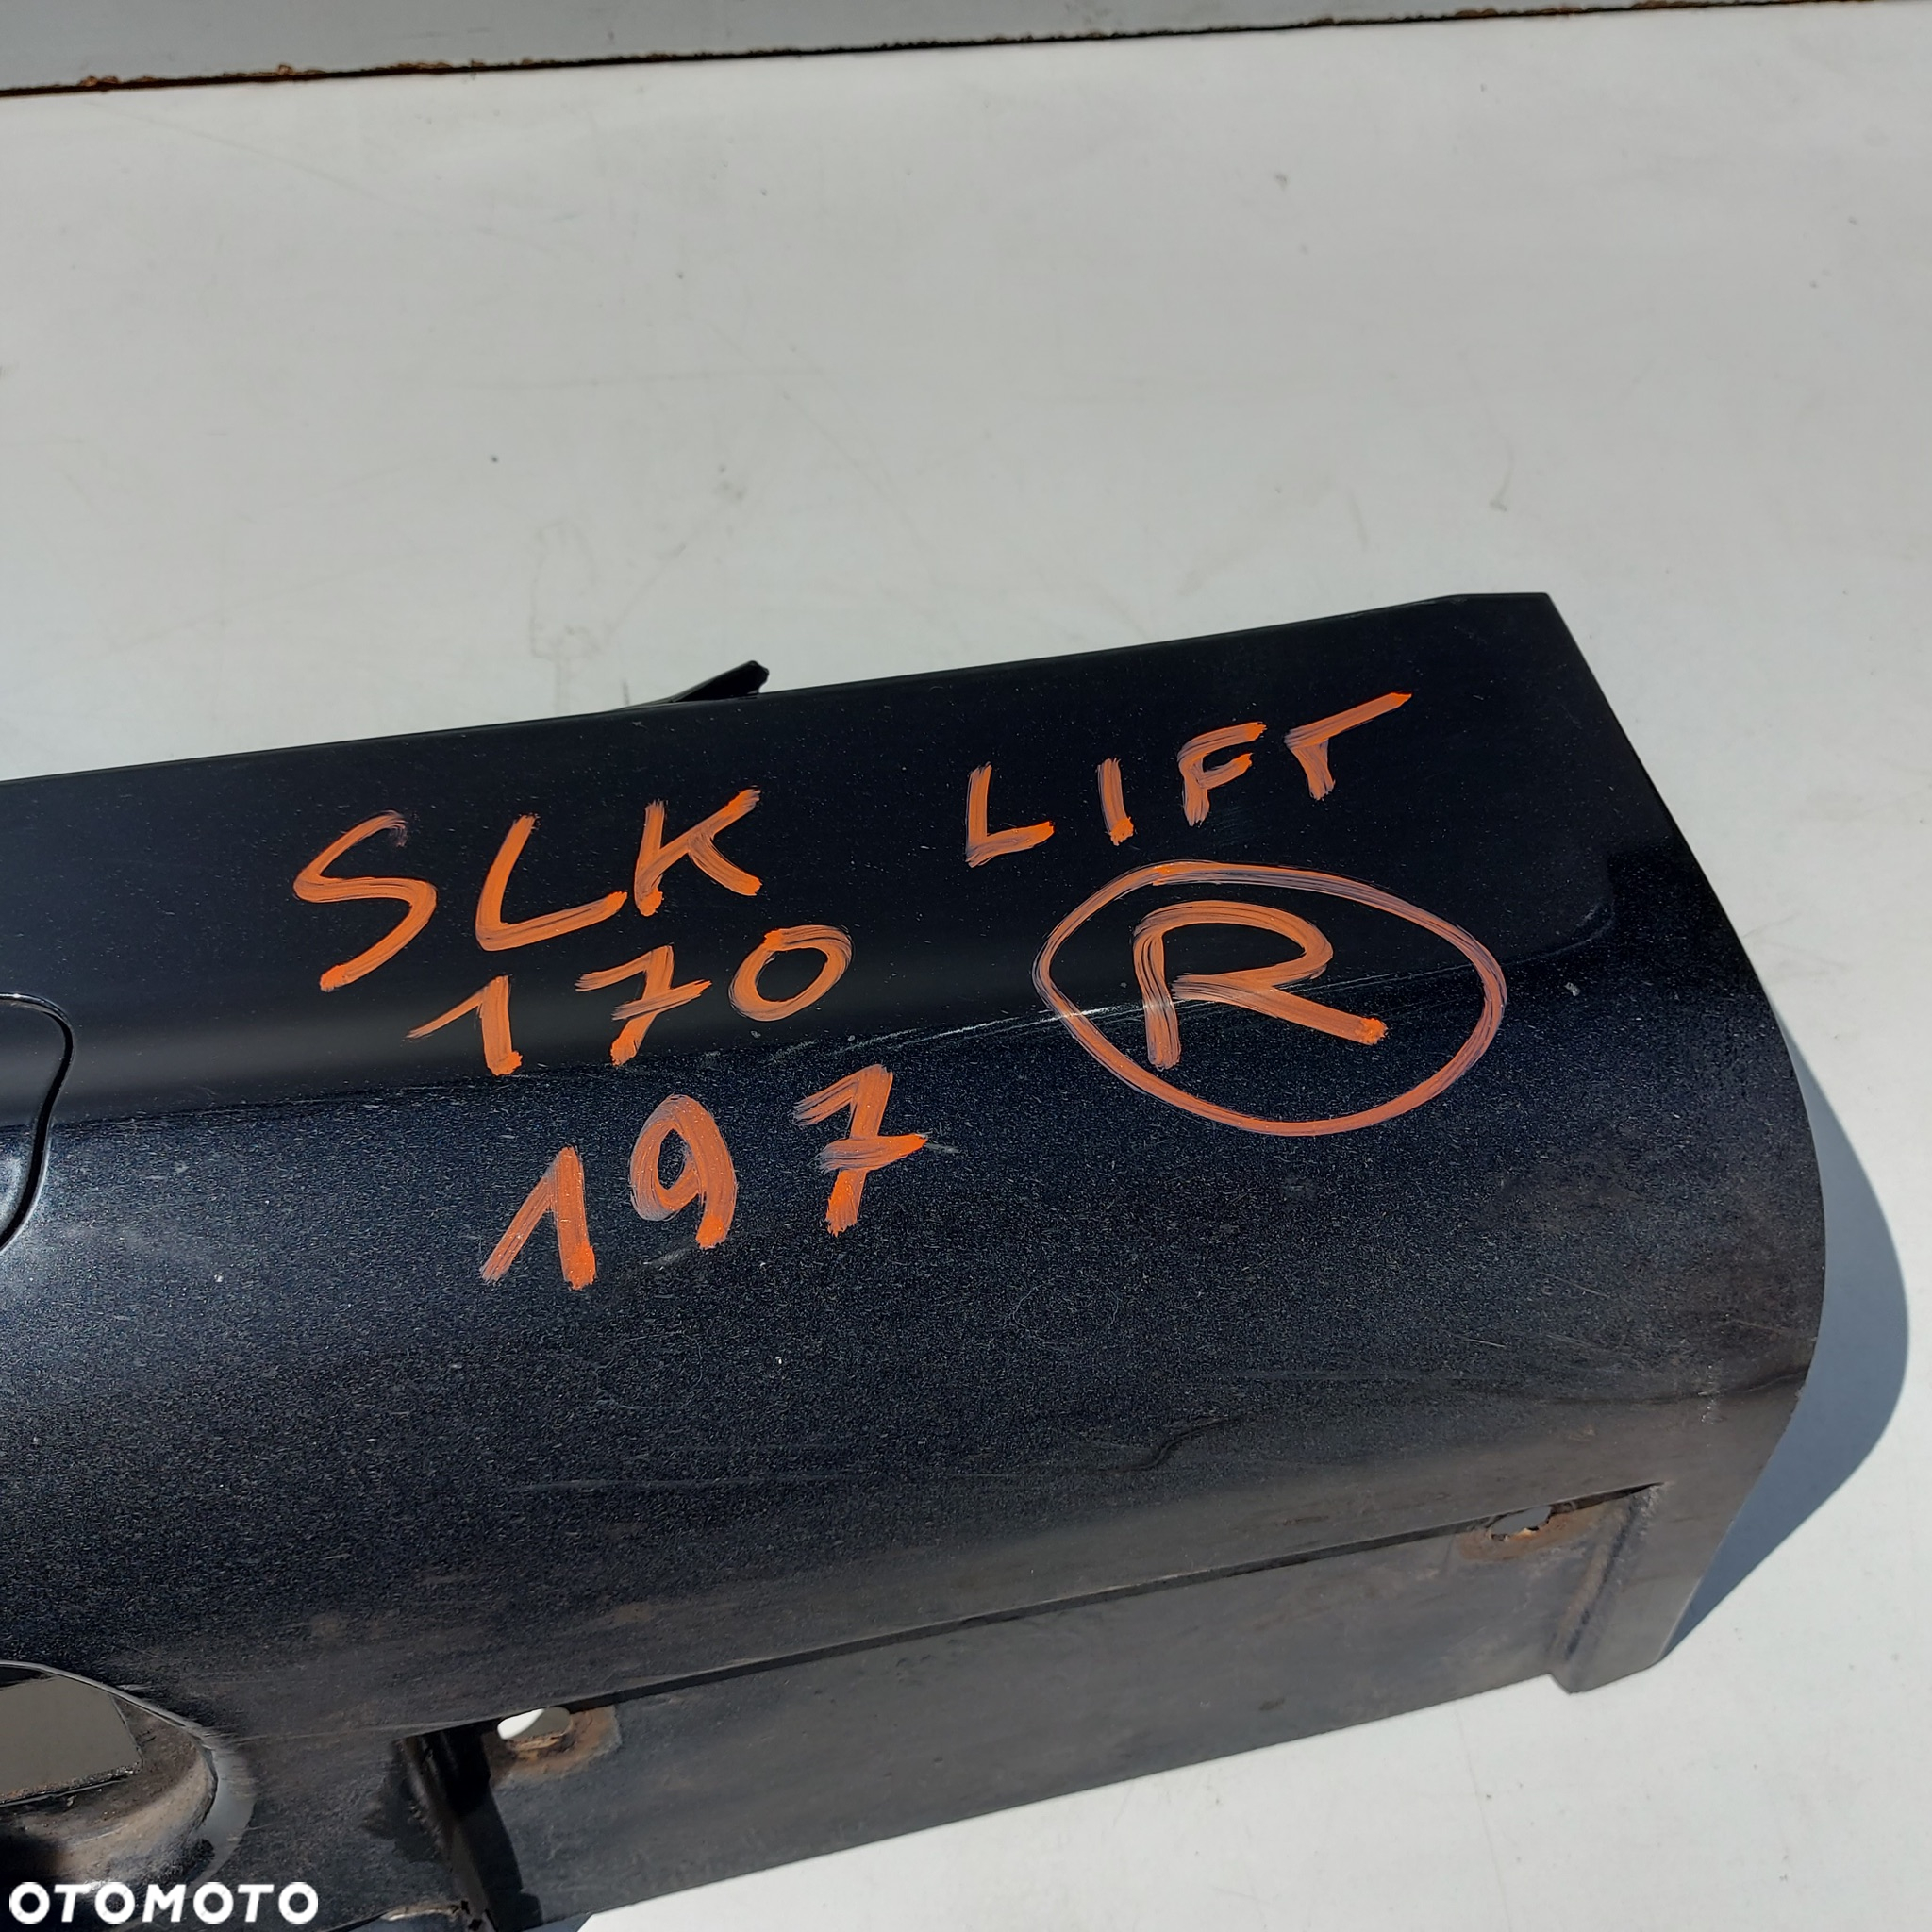 SLK LIFT
170 R
197
OTOMOTO